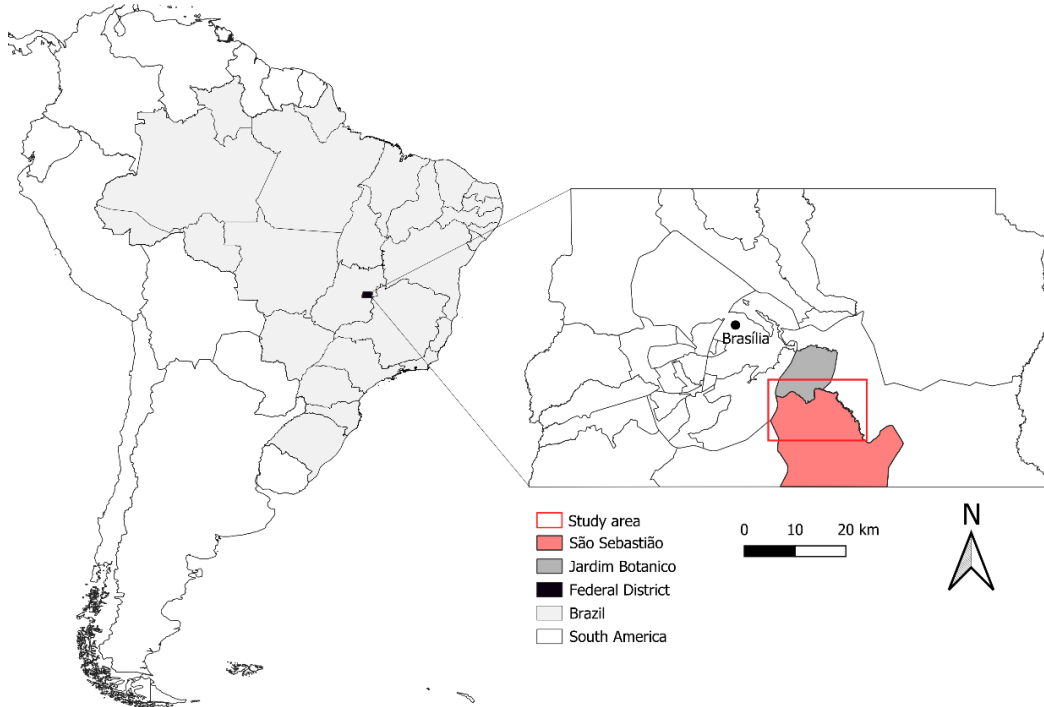 Brasília
Study area
São Sebastião
Jardim Botanico
Federal District
Brazil
South America
0 10 20 km
N